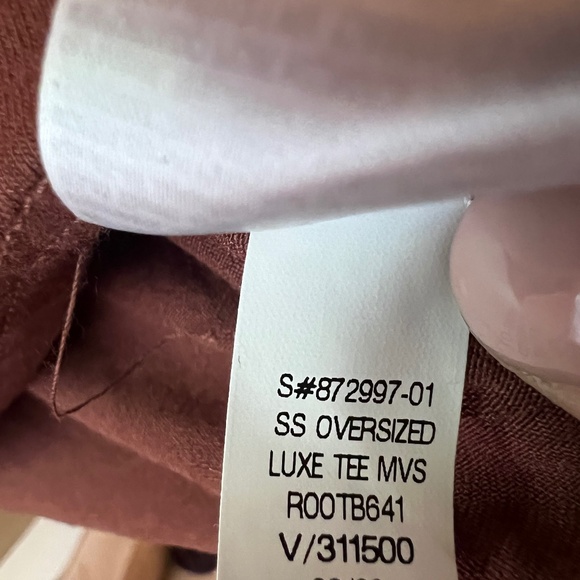 S#872997-01
SS OVERSIZED
LUXE TEE MVS
ROOTB641
V/311500